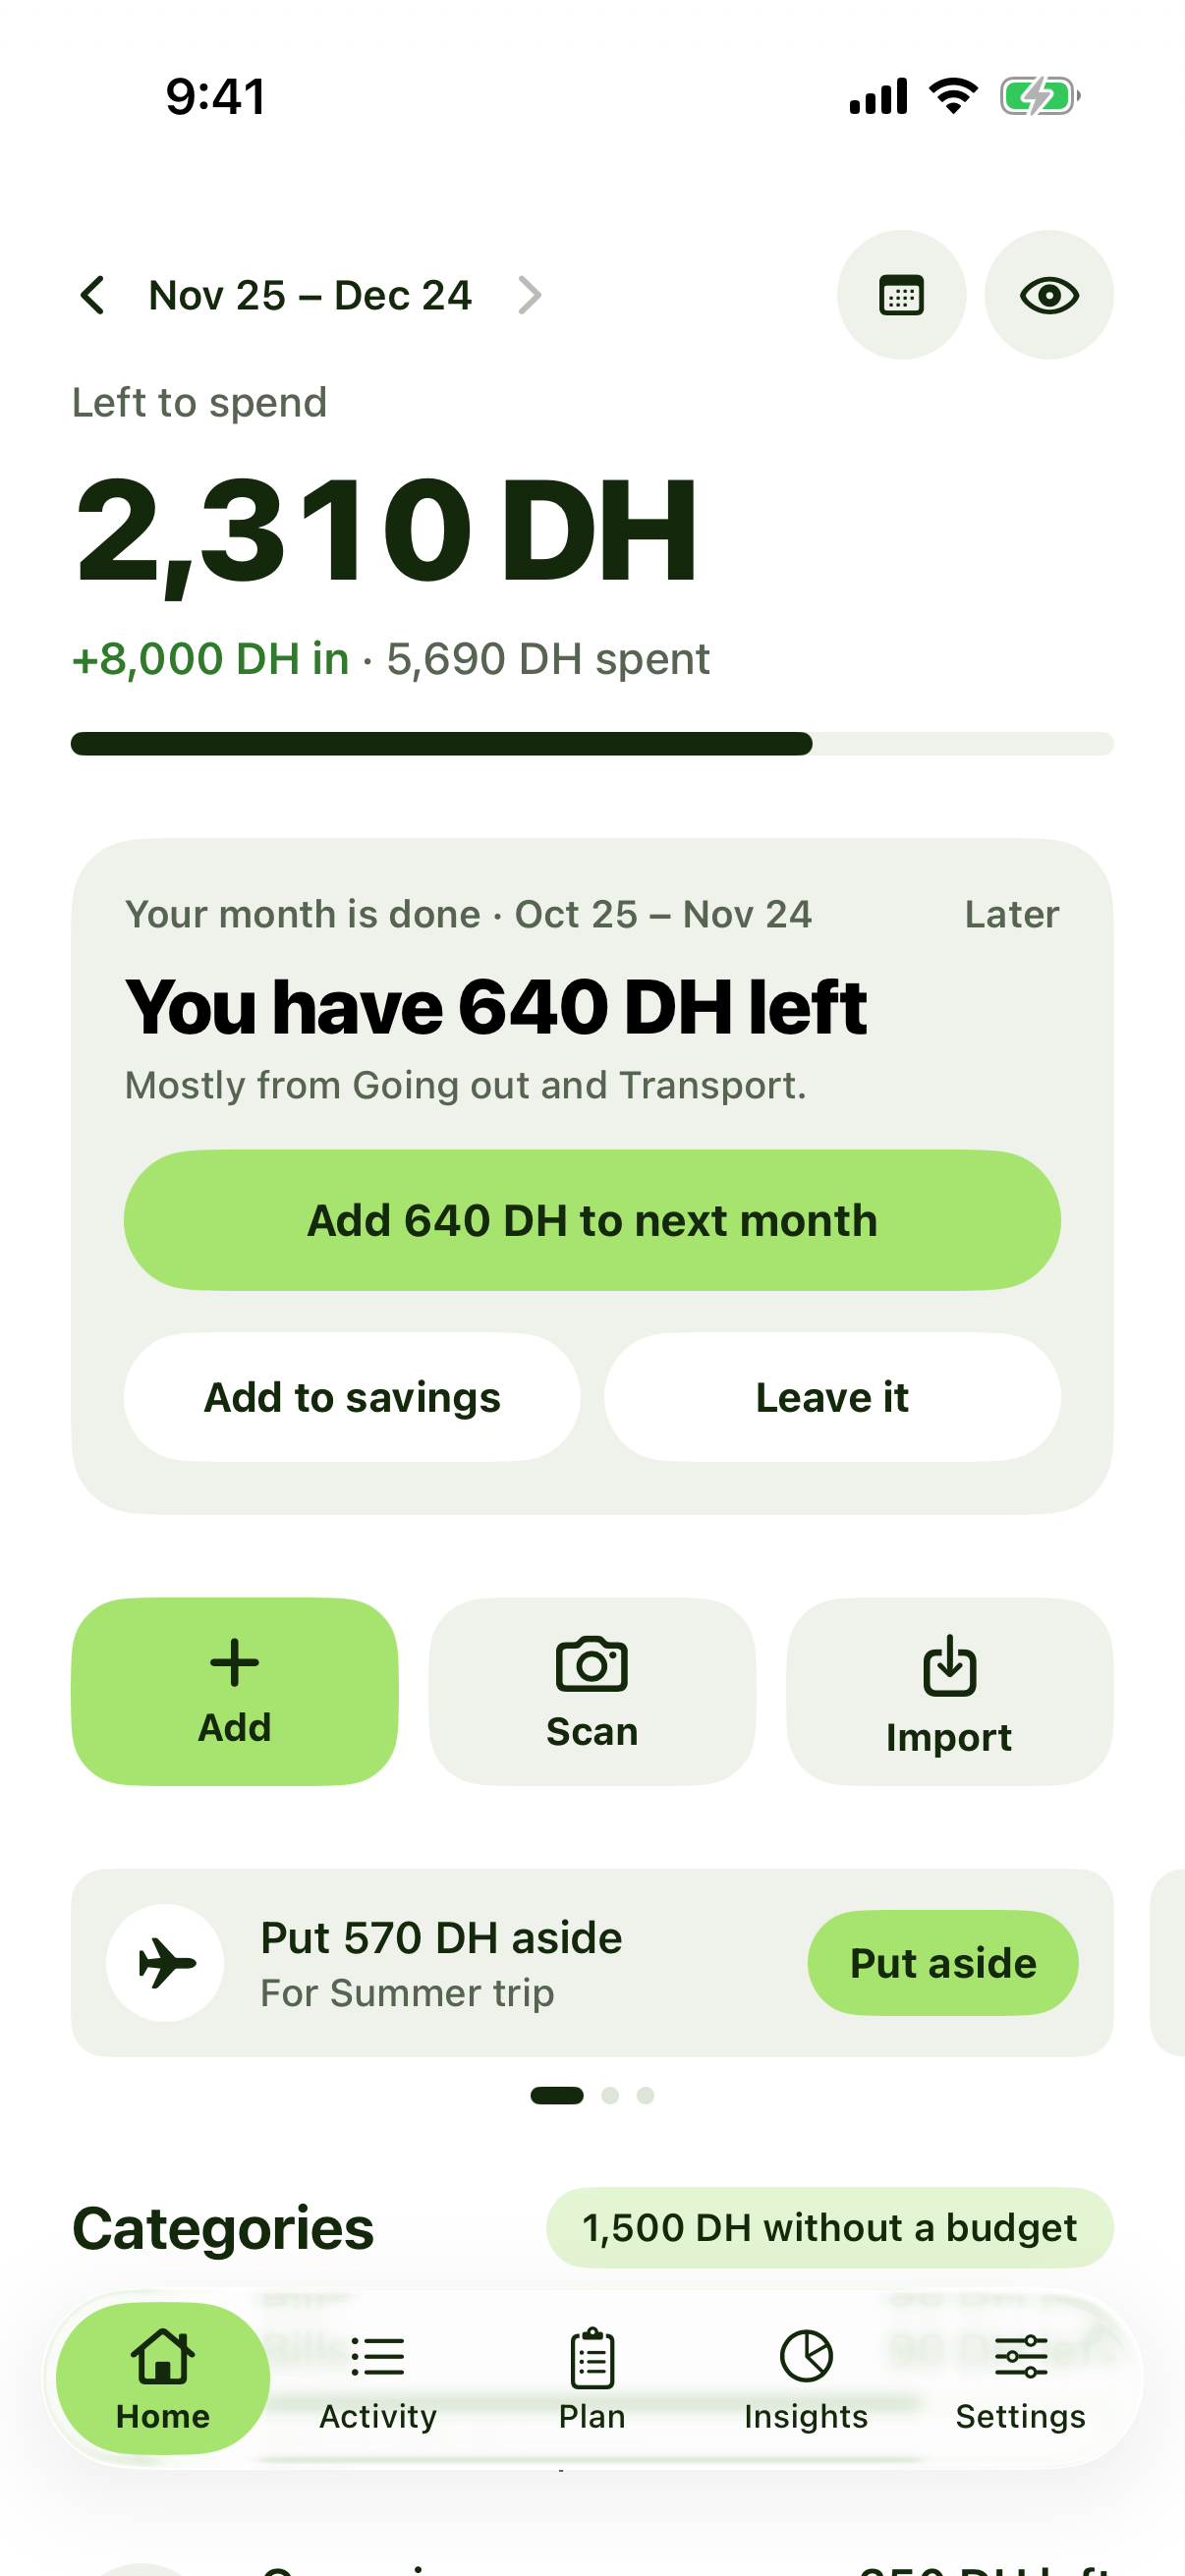 9:41
Nov 25 – Dec 24
Left to spend
2,310 DH
+8,000 DH in · 5,690 DH spent
Your month is done · Oct 25 – Nov 24
Later
You have 640 DH left
Mostly from Going out and Transport.
Add 640 DH to next month
Add to savings
Leave it
Add
Scan
Import
Put 570 DH aside
For Summer trip
Put aside
Categories
1,500 DH without a budget
Bills
Home
Activity
Plan
Insights
Settings